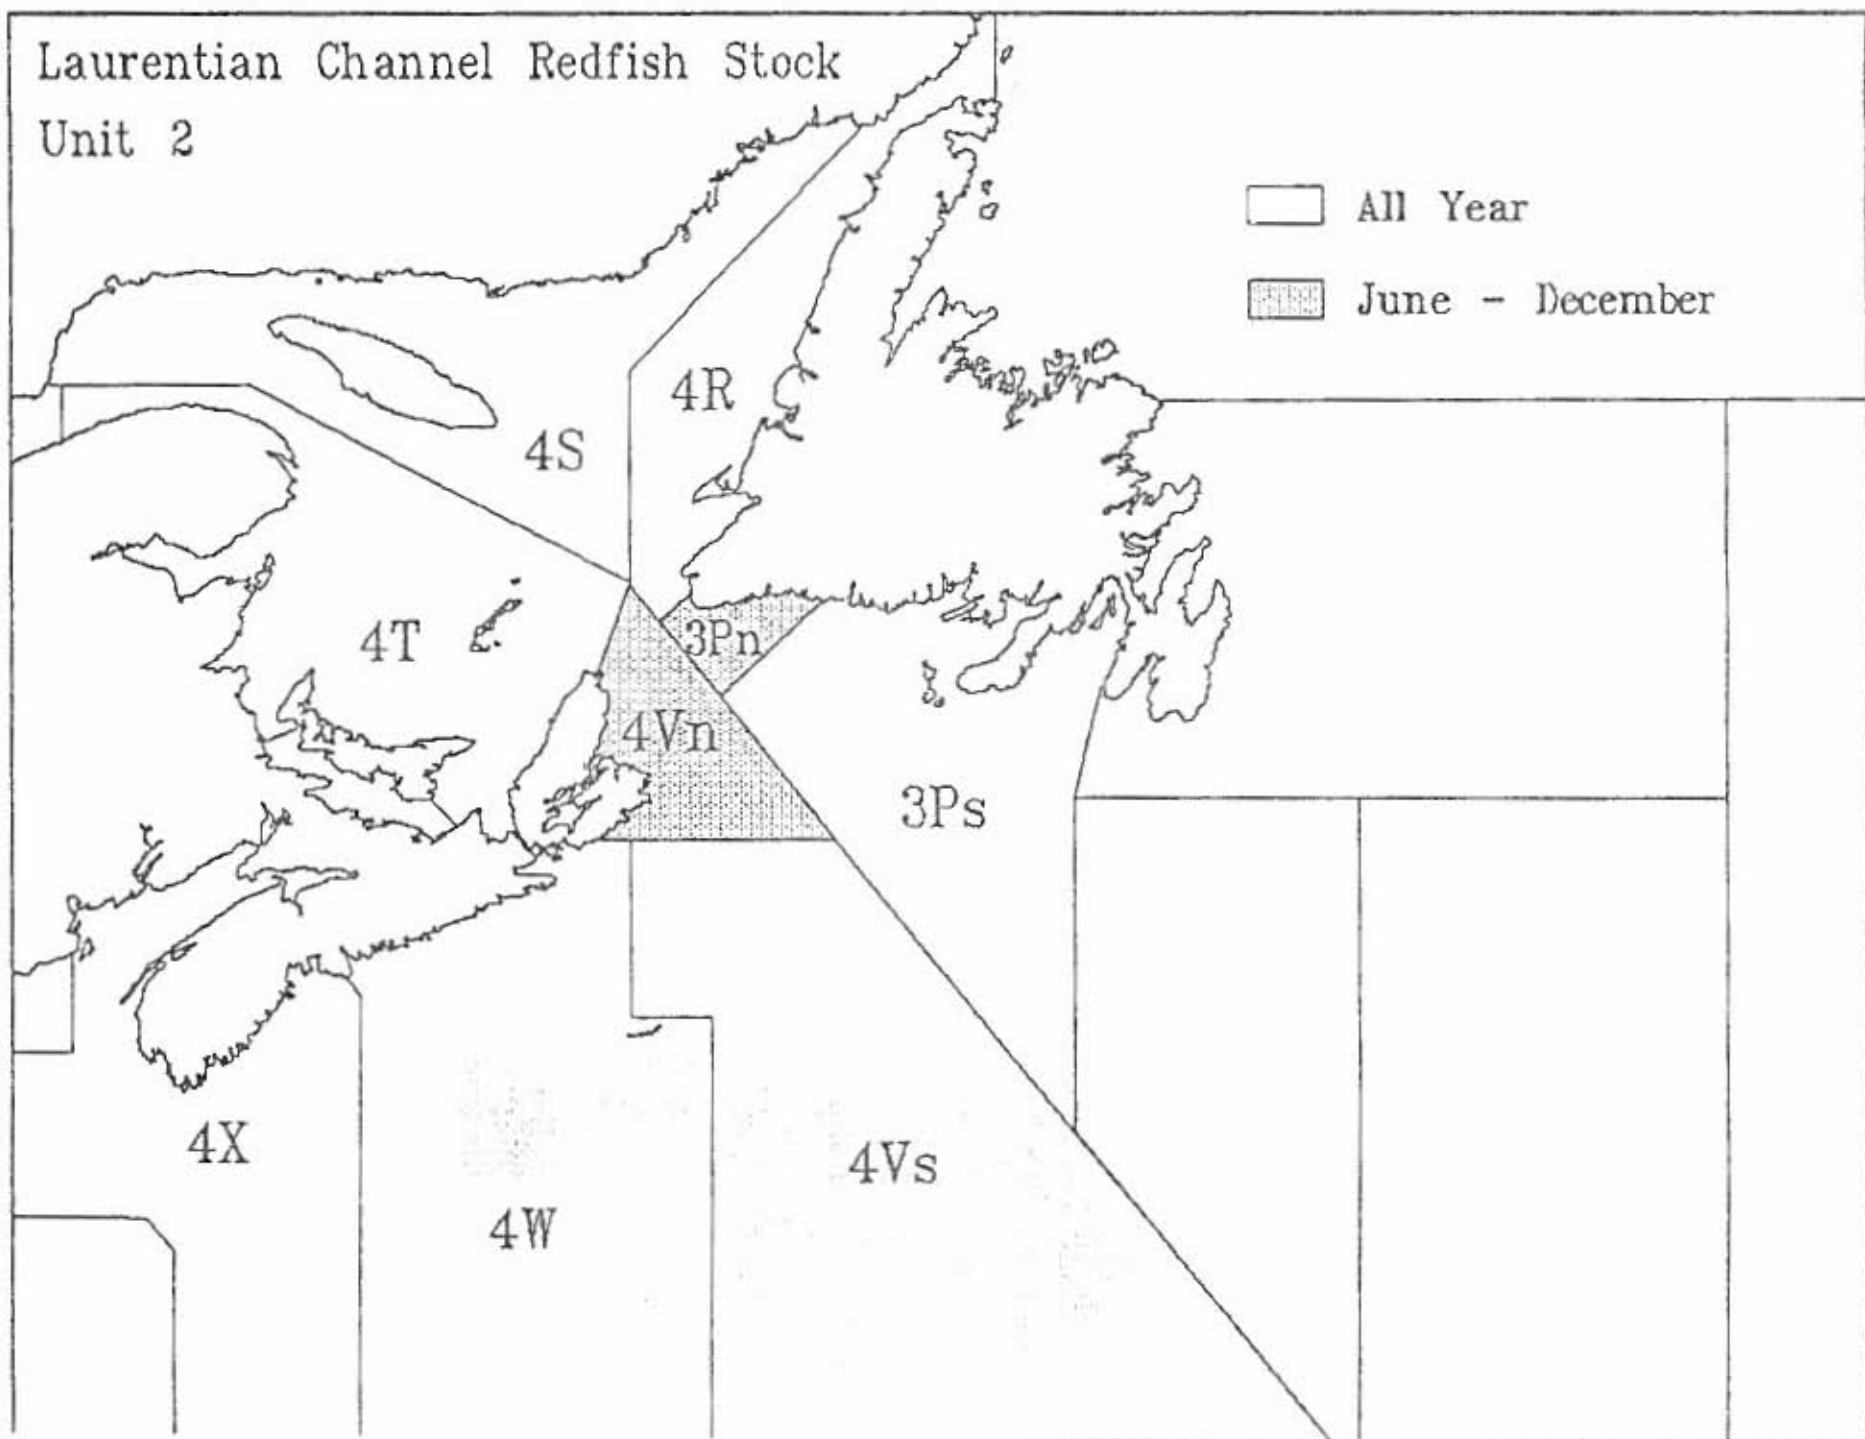 Laurentian Channel Redfish Stock
Unit 2
All Year
June - December
4R
4S
4T
3Pn
4Vn
3Ps
4X
4W
4Vs